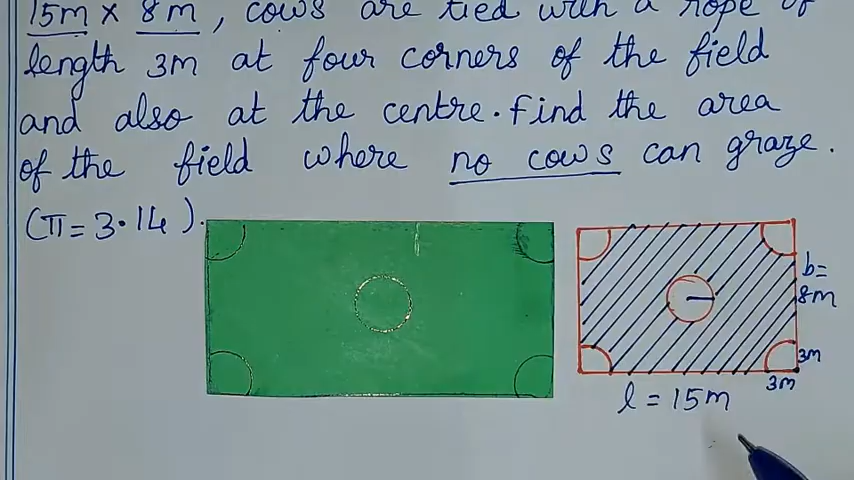 15m × 8m, cows are tied with a rope of
length 3m at four corners of the field
and also at the centre. Find the area
of the field where no cows can graze.
(π = 3.14).
b=
8m
3m
3m
l = 15m